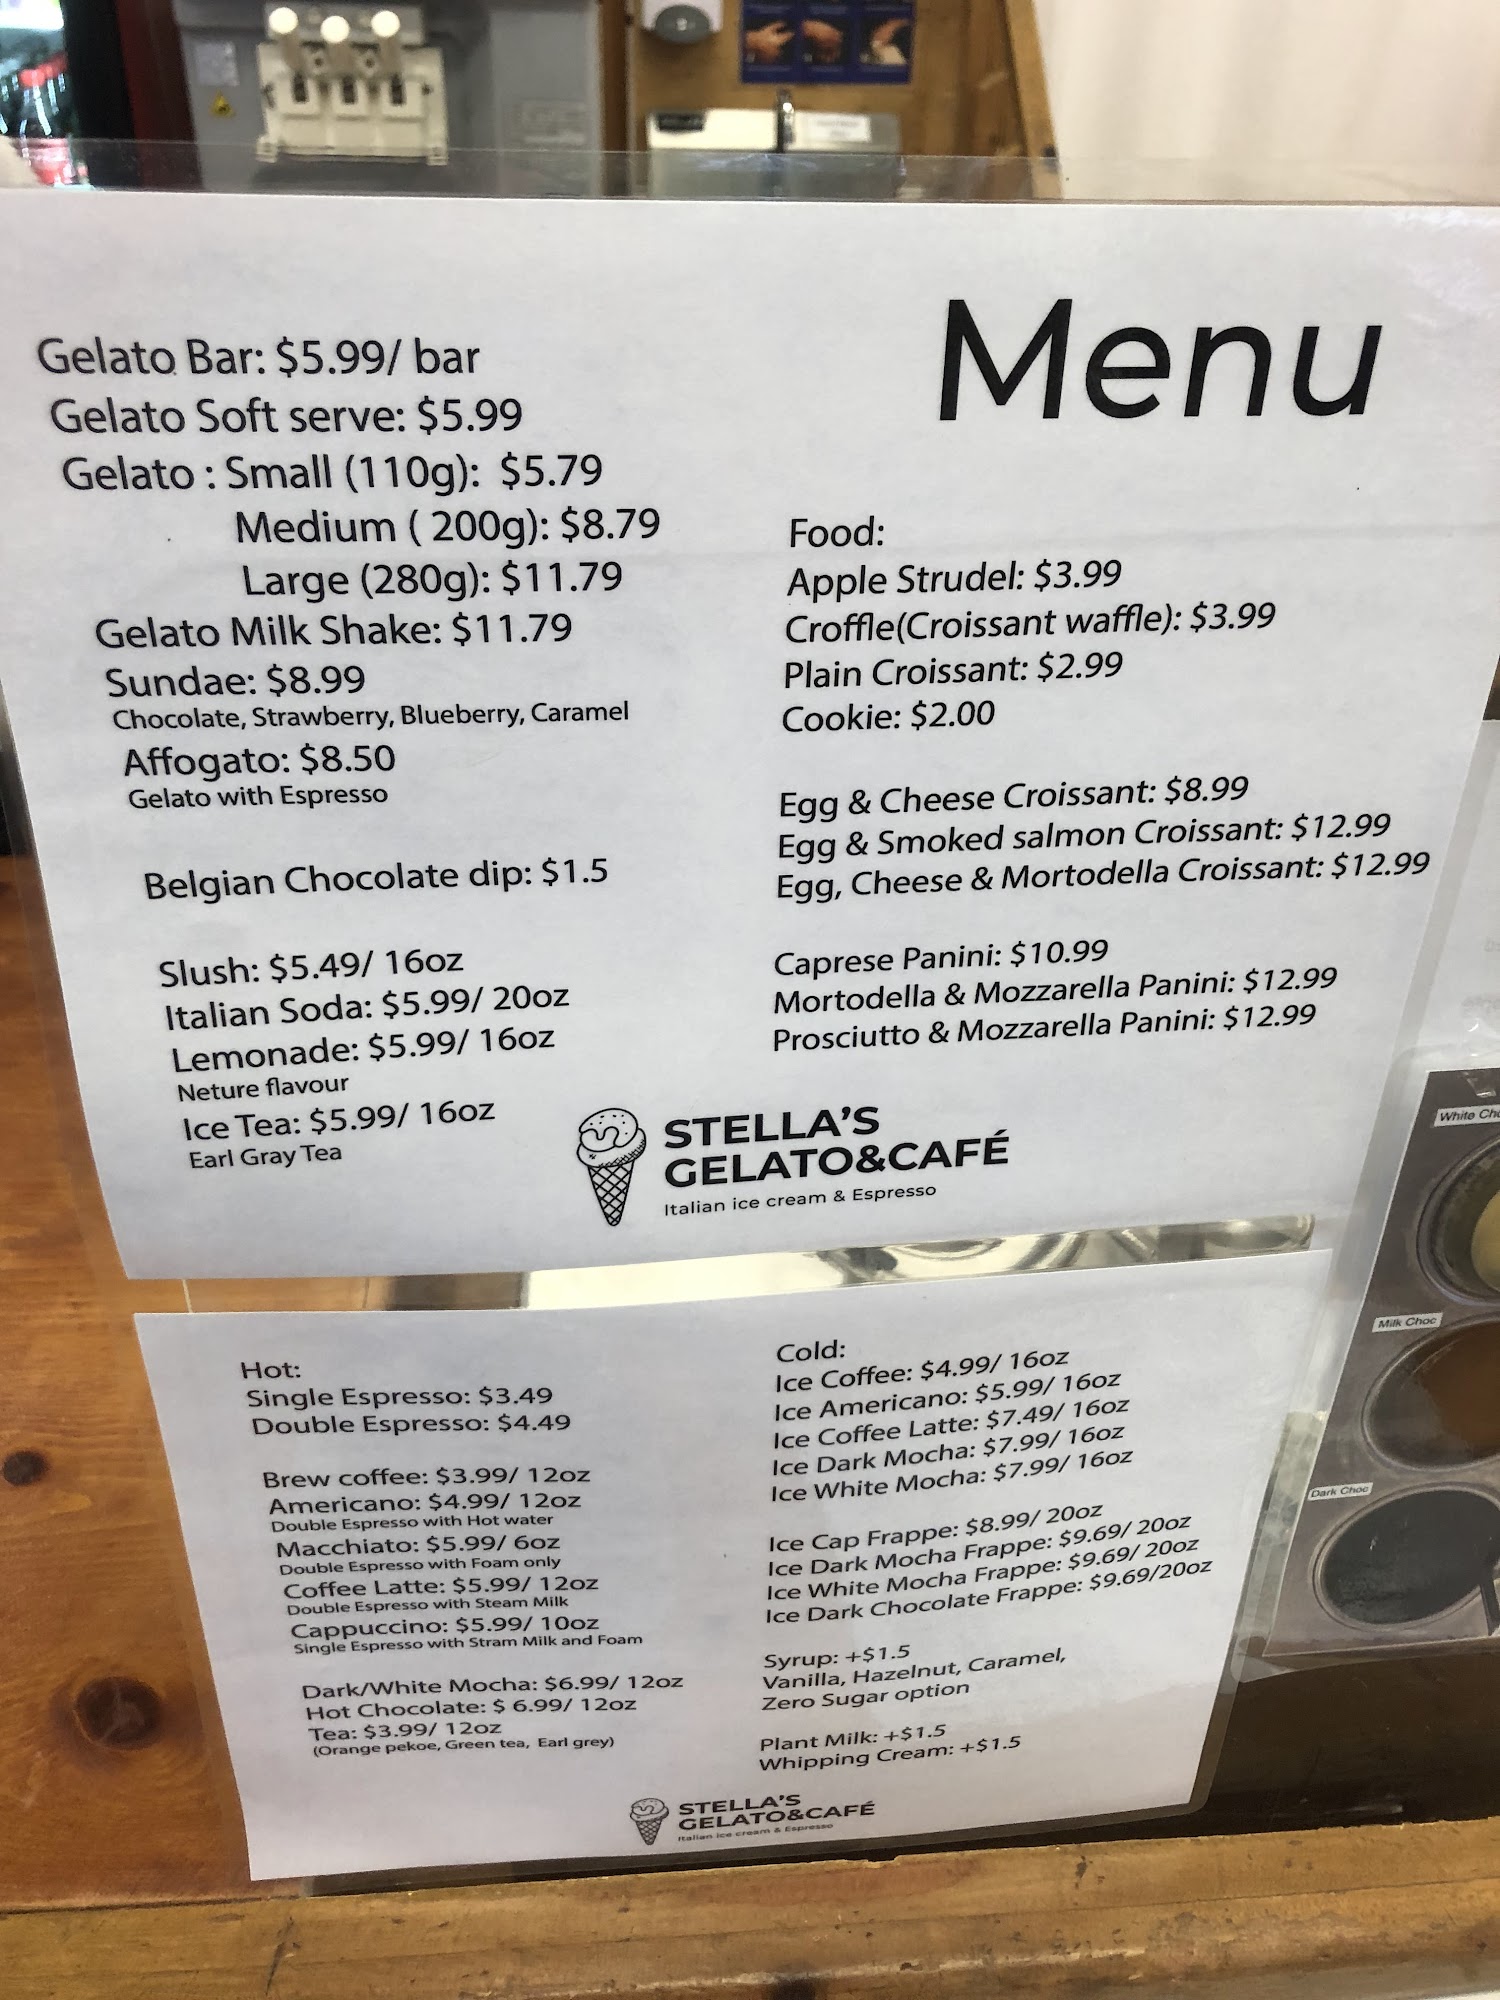 Menu
Gelato Bar: $5.99/ bar
Gelato Soft serve: $5.99
Gelato : Small (110g): $5.79
Medium ( 200g): $8.79
Large (280g): $11.79
Gelato Milk Shake: $11.79
Sundae: $8.99
Chocolate, Strawberry, Blueberry, Caramel
Affogato: $8.50
Gelato with Espresso
Belgian Chocolate dip: $1.5
Slush: $5.49/ 16oz
Italian Soda: $5.99/ 20oz
Lemonade: $5.99/ 16oz
Neture flavour
Ice Tea: $5.99/ 16oz
Earl Gray Tea
Food:
Apple Strudel: $3.99
Croffle(Croissant waffle): $3.99
Plain Croissant: $2.99
Cookie: $2.00
Egg & Cheese Croissant: $8.99
Egg & Smoked salmon Croissant: $12.99
Egg, Cheese & Mortodella Croissant: $12.99
Caprese Panini: $10.99
Mortodella & Mozzarella Panini: $12.99
Prosciutto & Mozzarella Panini: $12.99
STELLA'S
GELATO&CAFÉ
Italian ice cream & Espresso
Hot:
Single Espresso: $3.49
Double Espresso: $4.49
Brew coffee: $3.99/ 12oz
Americano: $4.99/ 12oz
Double Espresso with Hot water
Macchiato: $5.99/ 6oz
Double Espresso with Foam only
Coffee Latte: $5.99/ 12oz
Double Espresso with Steam Milk
Cappuccino: $5.99/ 10oz
Single Espresso with Stram Milk and Foam
Dark/White Mocha: $6.99/ 12oz
Hot Chocolate: $ 6.99/ 12oz
Tea: $3.99/ 12oz
(Orange pekoe, Green tea, Earl grey)
Cold:
Ice Coffee: $4.99/ 16oz
Ice Americano: $5.99/ 16oz
Ice Coffee Latte: $7.49/ 16oz
Ice Dark Mocha: $7.99/ 16oz
Ice White Mocha: $7.99/ 16oz
Ice Cap Frappe: $8.99/ 20oz
Ice Dark Mocha Frappe: $9.69/ 20oz
Ice White Mocha Frappe: $9.69/ 20oz
Ice Dark Chocolate Frappe: $9.69/20oz
Syrup: +$1.5
Vanilla, Hazelnut, Caramel,
Zero Sugar option
Plant Milk: +$1.5
Whipping Cream: +$1.5
STELLA'S
GELATO&CAFÉ
Italian ice cream & Espresso
White
Milk Choc
Dark Choc